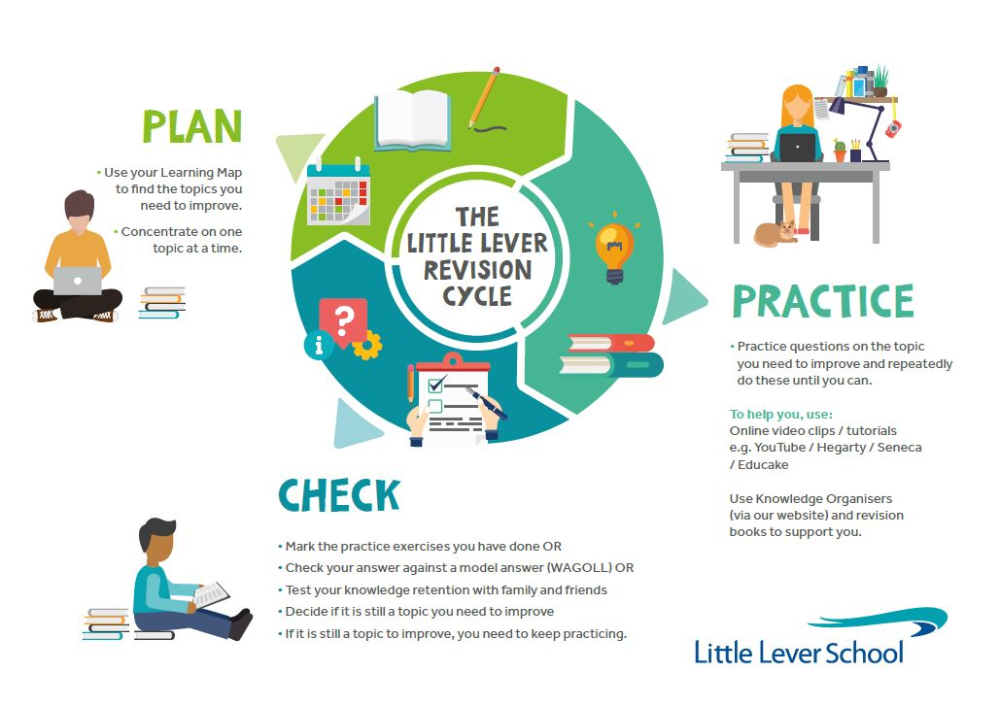 THE
LITTLE LEVER
REVISION
CYCLE
PLAN
• Use your Learning Map
to find the topics you
need to improve.
• Concentrate on one
topic at a time.
PRACTICE
• Practice questions on the topic
you need to improve and repeatedly
do these until you can.
To help you, use:
Online video clips / tutorials
e.g. YouTube / Hegarty / Seneca
/ Educake
Use Knowledge Organisers
(via our website) and revision
books to support you.
?
i
CHECK
• Mark the practice exercises you have done OR
• Check your answer against a model answer (WAGOLL) OR
• Test your knowledge retention with family and friends
• Decide if it is still a topic you need to improve
• If it is still a topic to improve, you need to keep practicing.
Little Lever School